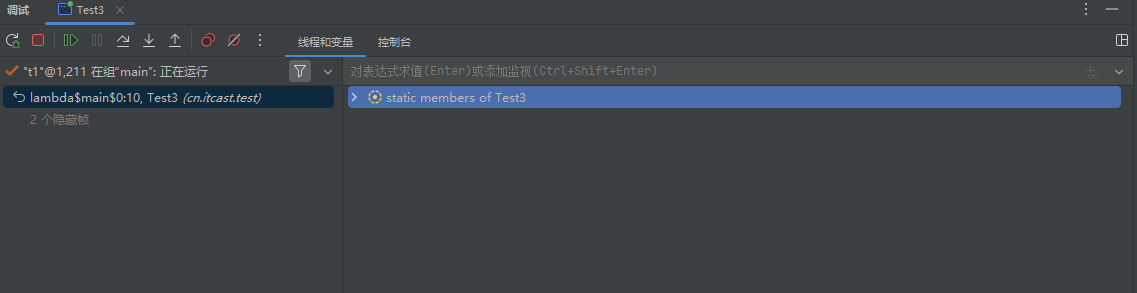 调试 Test3
线程和变量 控制台
"t1"@1,211 在组"main": 正在运行
对表达式求值(Enter)或添加监视(Ctrl+Shift+Enter)
lambda$main$0:10, Test3 (cn.itcast.test)
static members of Test3
2 个隐藏帧